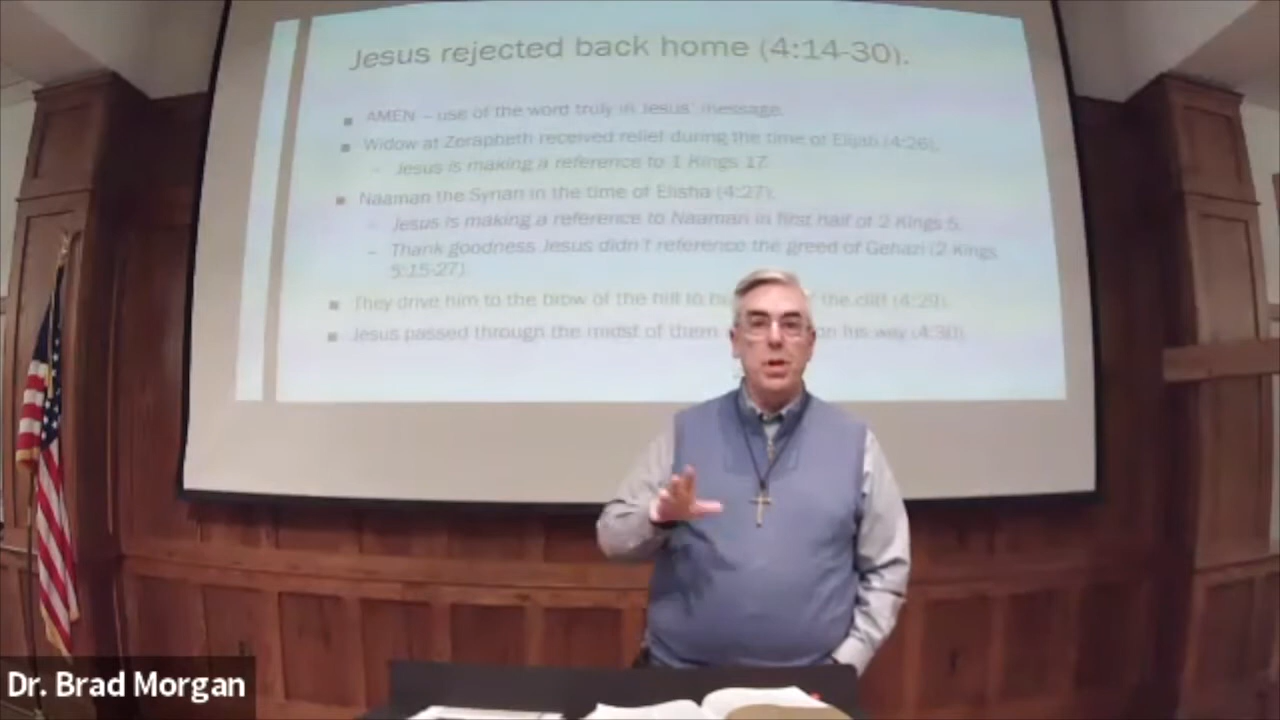 Jesus rejected back home (4:14-30).
AMEN – use of the word truly in Jesus' message.
Widow at Zerapheth received relief during the time of Elijah (4:26).
– Jesus is making a reference to 1 Kings 17.
Naaman the Syrian in the time of Elisha (4:27).
– Jesus is making a reference to Naaman in first half of 2 Kings 5.
– Thank goodness Jesus didn't reference the greed of Gehazi (2 Kings
5:15-27).
They drive him to the brow of the hill to the cliff (4:29).
Jesus passed through the midst of them on his way (4:30).
Dr. Brad Morgan